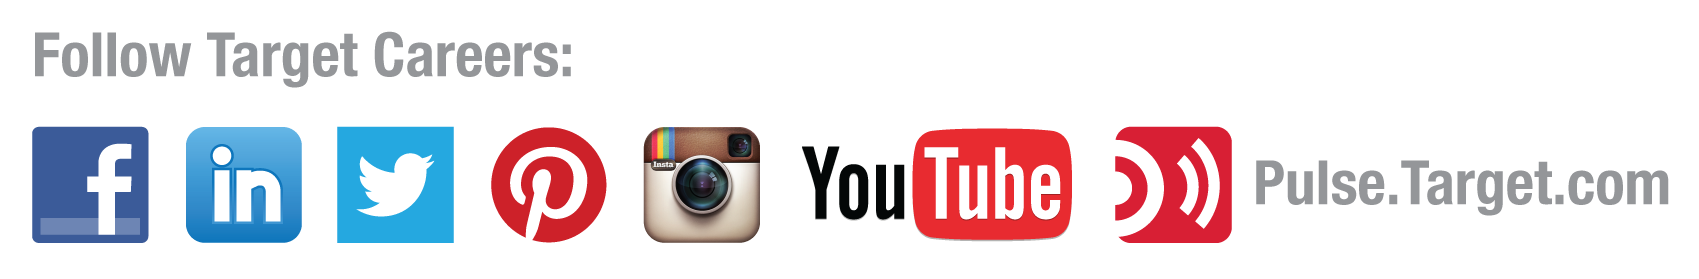 Follow Target Careers:
f in Insta YouTube Pulse.Target.com